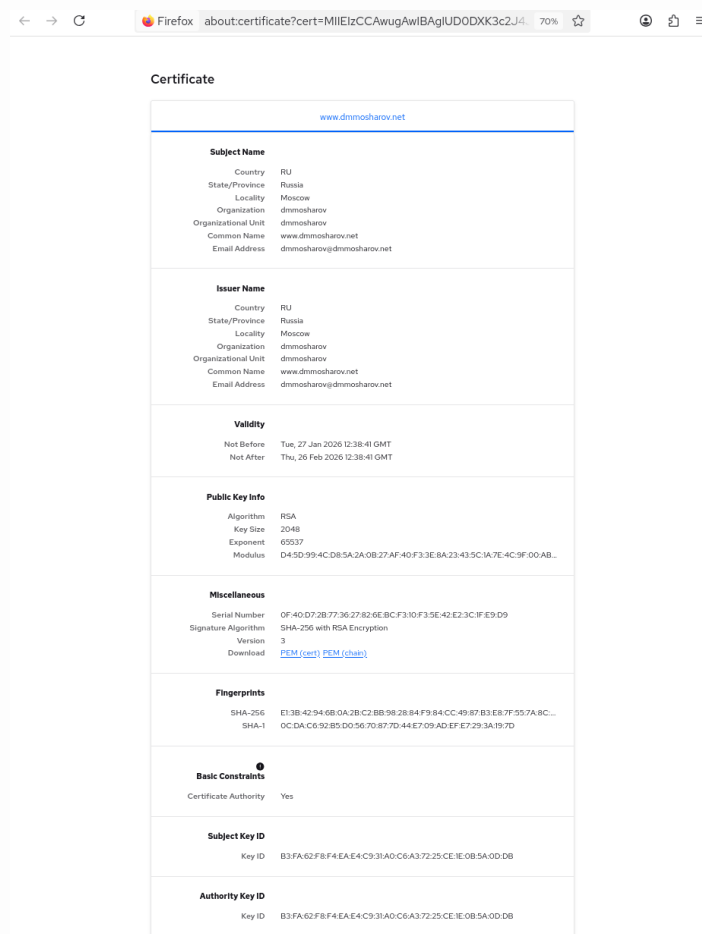 Firefox about:certificate?cert=MIIEIzCCAwugAwIBAgIUD0DXK3c2J4. 70%
Certificate
www.dmmosharov.net
Subject Name
Country RU
State/Province Russia
Locality Moscow
Organization dmmosharov
Organizational Unit dmmosharov
Common Name www.dmmosharov.net
Email Address dmmosharov@dmmosharov.net
Issuer Name
Country RU
State/Province Russia
Locality Moscow
Organization dmmosharov
Organizational Unit dmmosharov
Common Name www.dmmosharov.net
Email Address dmmosharov@dmmosharov.net
Validity
Not Before Tue, 27 Jan 2026 12:38:41 GMT
Not After Thu, 26 Feb 2026 12:38:41 GMT
Public Key Info
Algorithm RSA
Key Size 2048
Exponent 65537
Modulus D4:5D:99:4C:D8:5A:2A:0B:27:AF:40:F3:3E:8A:23:43:5C:1A:7E:4C:9F:00:AB...
Miscellaneous
Serial Number 0F:40:D7:2B:77:36:27:82:6E:BC:F3:10:F3:5E:42:E2:3C:1F:E9:D9
Signature Algorithm SHA-256 with RSA Encryption
Version 3
Download PEM (cert) PEM (chain)
Fingerprints
SHA-256 E1:3B:42:94:6B:0A:2B:C2:BB:98:28:84:F9:84:CC:49:87:B3:E8:7F:55:7A:8C:...
SHA-1 0C:DA:C6:92:B5:D0:56:70:87:7D:44:E7:09:AD:EF:E7:29:3A:19:7D
Basic Constraints
Certificate Authority Yes
Subject Key ID
Key ID B3:FA:62:F8:F4:EA:E4:C9:31:A0:C6:A3:72:25:CE:1E:0B:5A:0D:DB
Authority Key ID
Key ID B3:FA:62:F8:F4:EA:E4:C9:31:A0:C6:A3:72:25:CE:1E:0B:5A:0D:DB